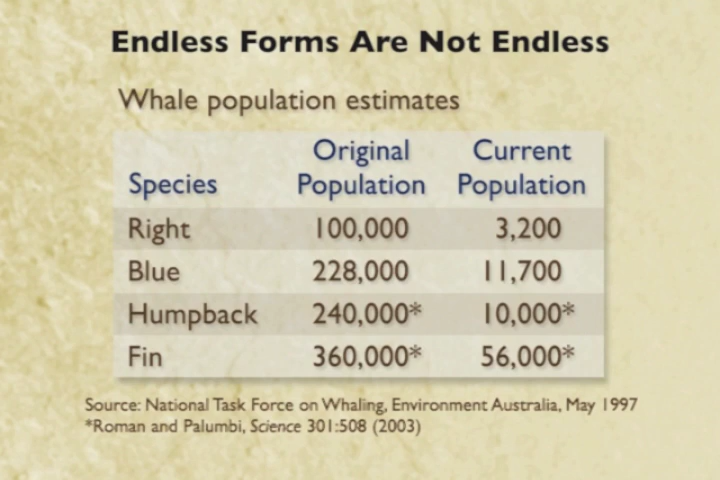 Endless Forms Are Not Endless
Whale population estimates
Original Current
Species Population Population
Right 100,000 3,200
Blue 228,000 11,700
Humpback 240,000* 10,000*
Fin 360,000* 56,000*
Source: National Task Force on Whaling, Environment Australia, May 1997
*Roman and Palumbi, Science 301:508 (2003)